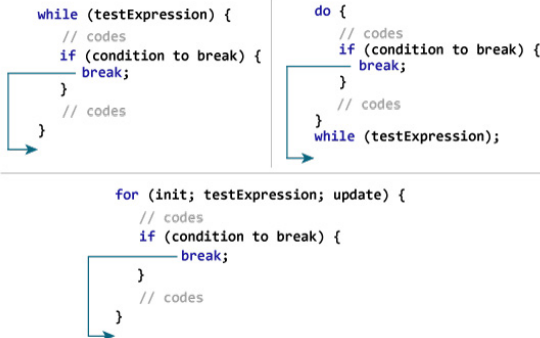 while (testExpression) {
// codes
if (condition to break) {
break;
}
// codes
}
do {
// codes
if (condition to break) {
break;
}
// codes
}
while (testExpression);
for (init; testExpression; update) {
// codes
if (condition to break) {
break;
}
// codes
}